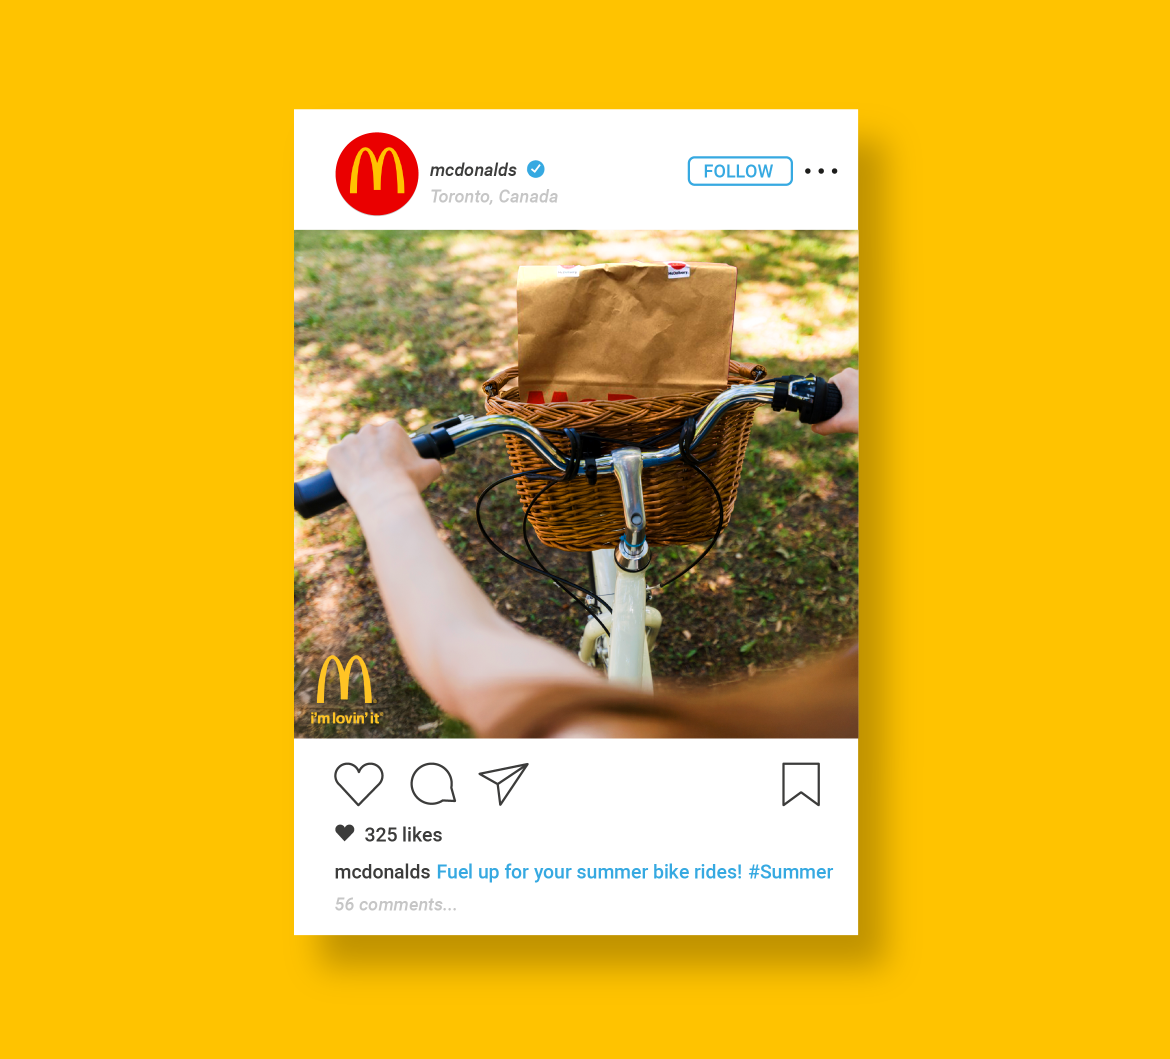 mcdonalds
FOLLOW
Toronto, Canada
i'm lovin' it
325 likes
mcdonalds Fuel up for your summer bike rides! #Summer
56 comments...